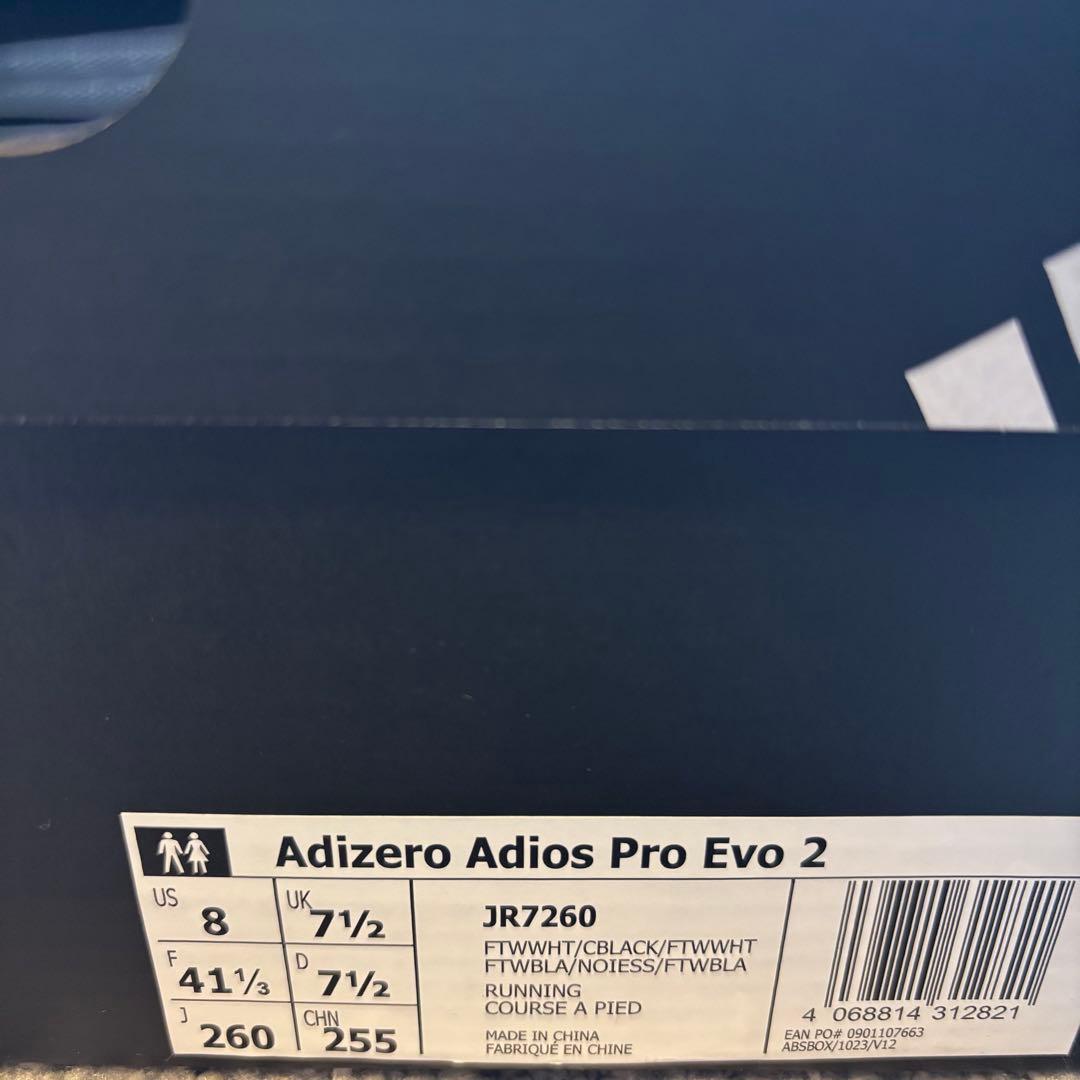 Adizero Adios Pro Evo 2
US 8
UK 7½
F 41⅓
D 7½
J 260
CHN 255
JR7260
FTWWHT/CBLACK/FTWWHT
FTWBLA/NOIESS/FTWBLA
RUNNING
COURSE A PIED
MADE IN CHINA
FABRIQUÉ EN CHINE
4 068814 312821
EAN PO# 0901107663
ABSBOX/1023/V12